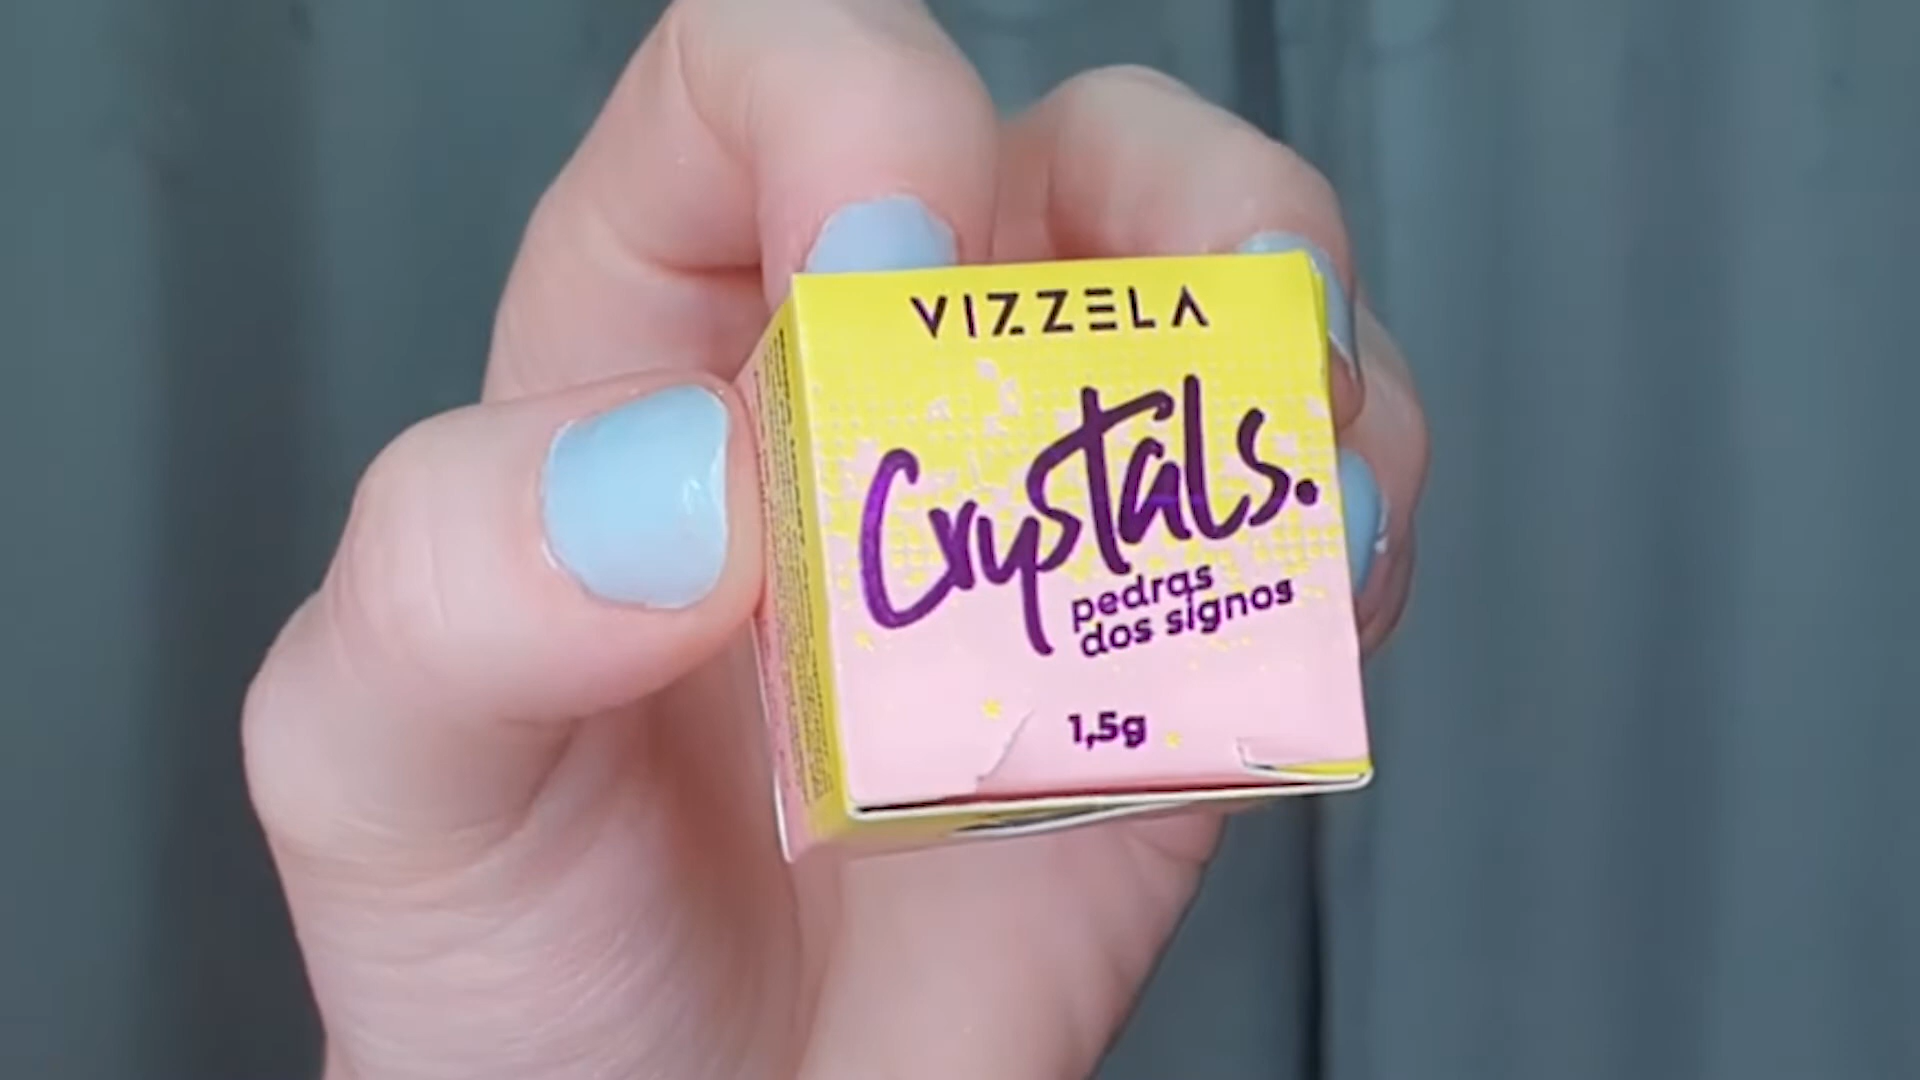 VIZZELA
Crystals.
pedras
dos signos
1,5g